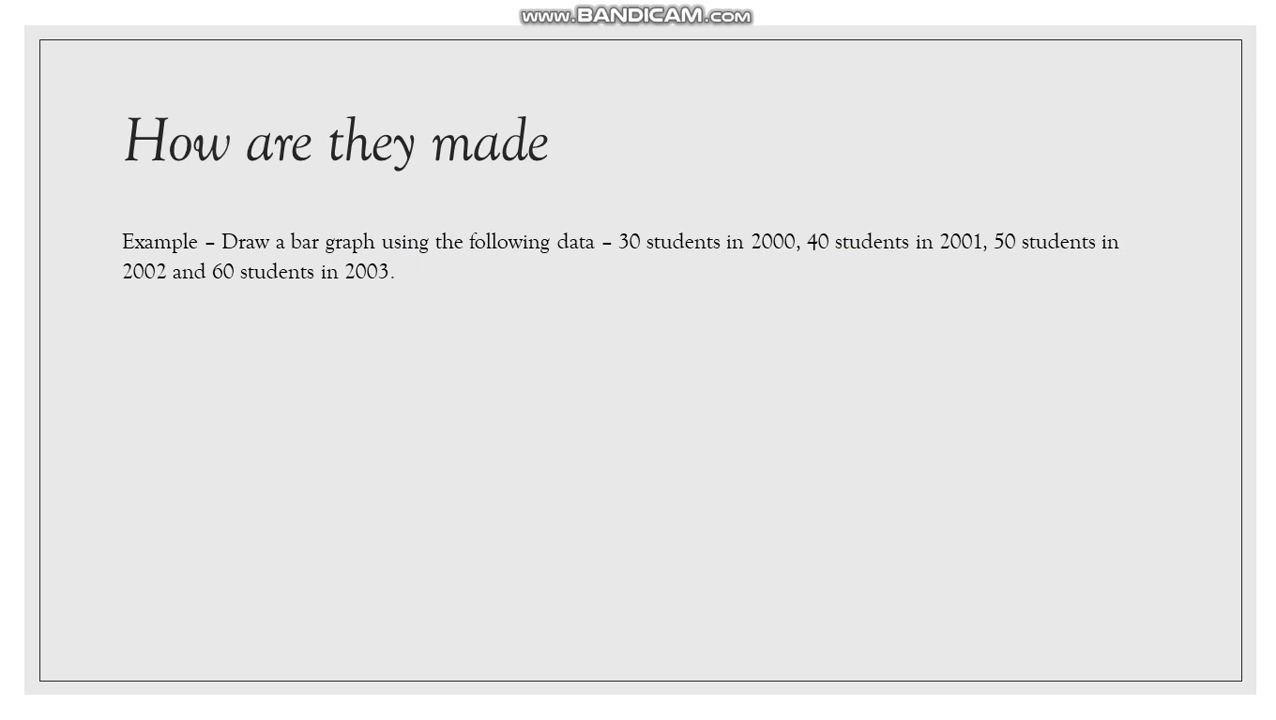 www.BANDICAM.com
How are they made
Example – Draw a bar graph using the following data – 30 students in 2000, 40 students in 2001, 50 students in
2002 and 60 students in 2003.